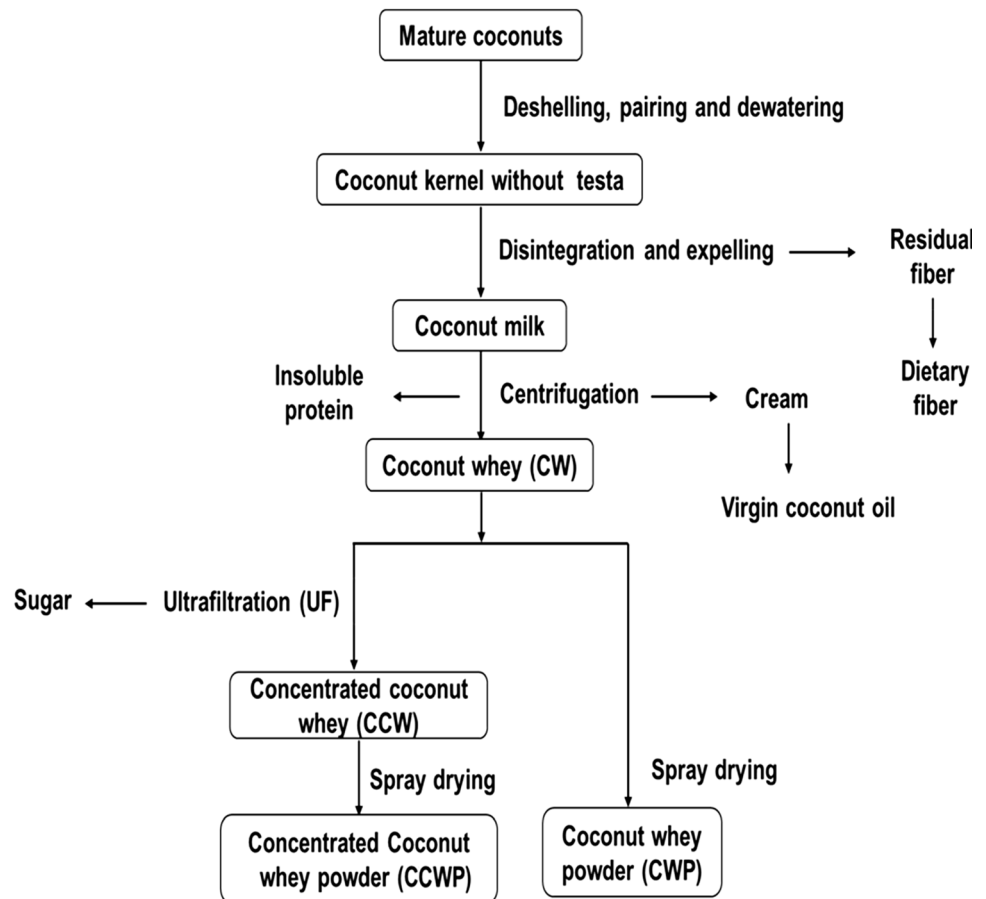 Mature coconuts
Deshelling, pairing and dewatering
Coconut kernel without testa
Disintegration and expelling
Residual
fiber
Coconut milk
Dietary
fiber
Insoluble
protein
Centrifugation
Cream
Coconut whey (CW)
Virgin coconut oil
Sugar
Ultrafiltration (UF)
Concentrated coconut
whey (CCW)
Spray drying
Spray drying
Concentrated Coconut
whey powder (CCWP)
Coconut whey
powder (CWP)